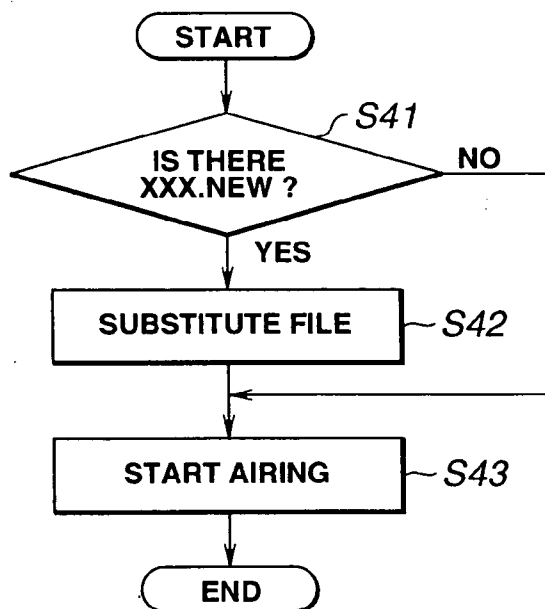 START
S41
IS THERE
XXX.NEW ?
NO
YES
SUBSTITUTE FILE
S42
START AIRING
S43
END